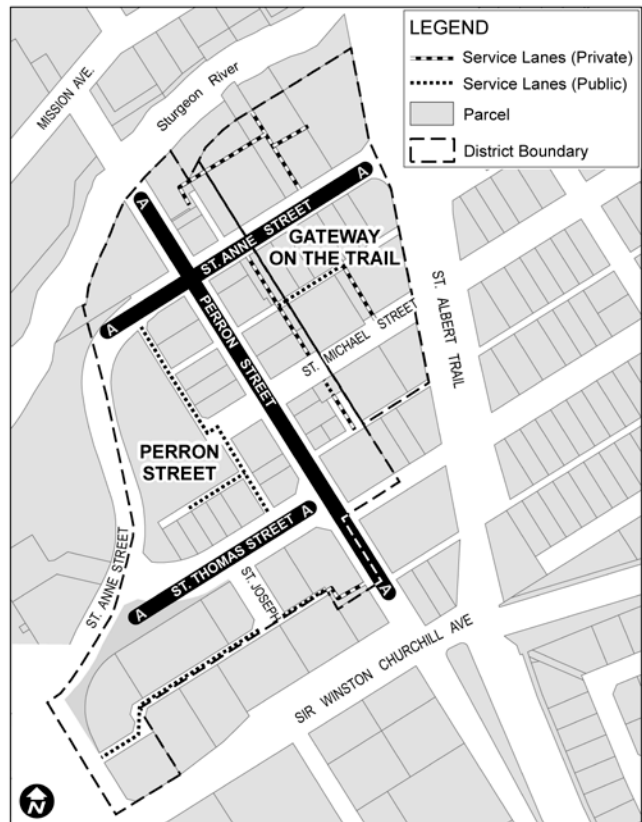 LEGEND
Service Lanes (Private)
Service Lanes (Public)
Parcel
District Boundary
MISSION AVE.
Sturgeon River
A
A
ST. ANNE STREET
GATEWAY
ON THE TRAIL
A
PERRON STREET
ST. ALBERT TRAIL
ST. MICHAEL STREET
PERRON
STREET
ST. ANNE STREET
A
ST. THOMAS STREET
A
ST. JOSEPH
A
SIR WINSTON CHURCHILL AVE
N